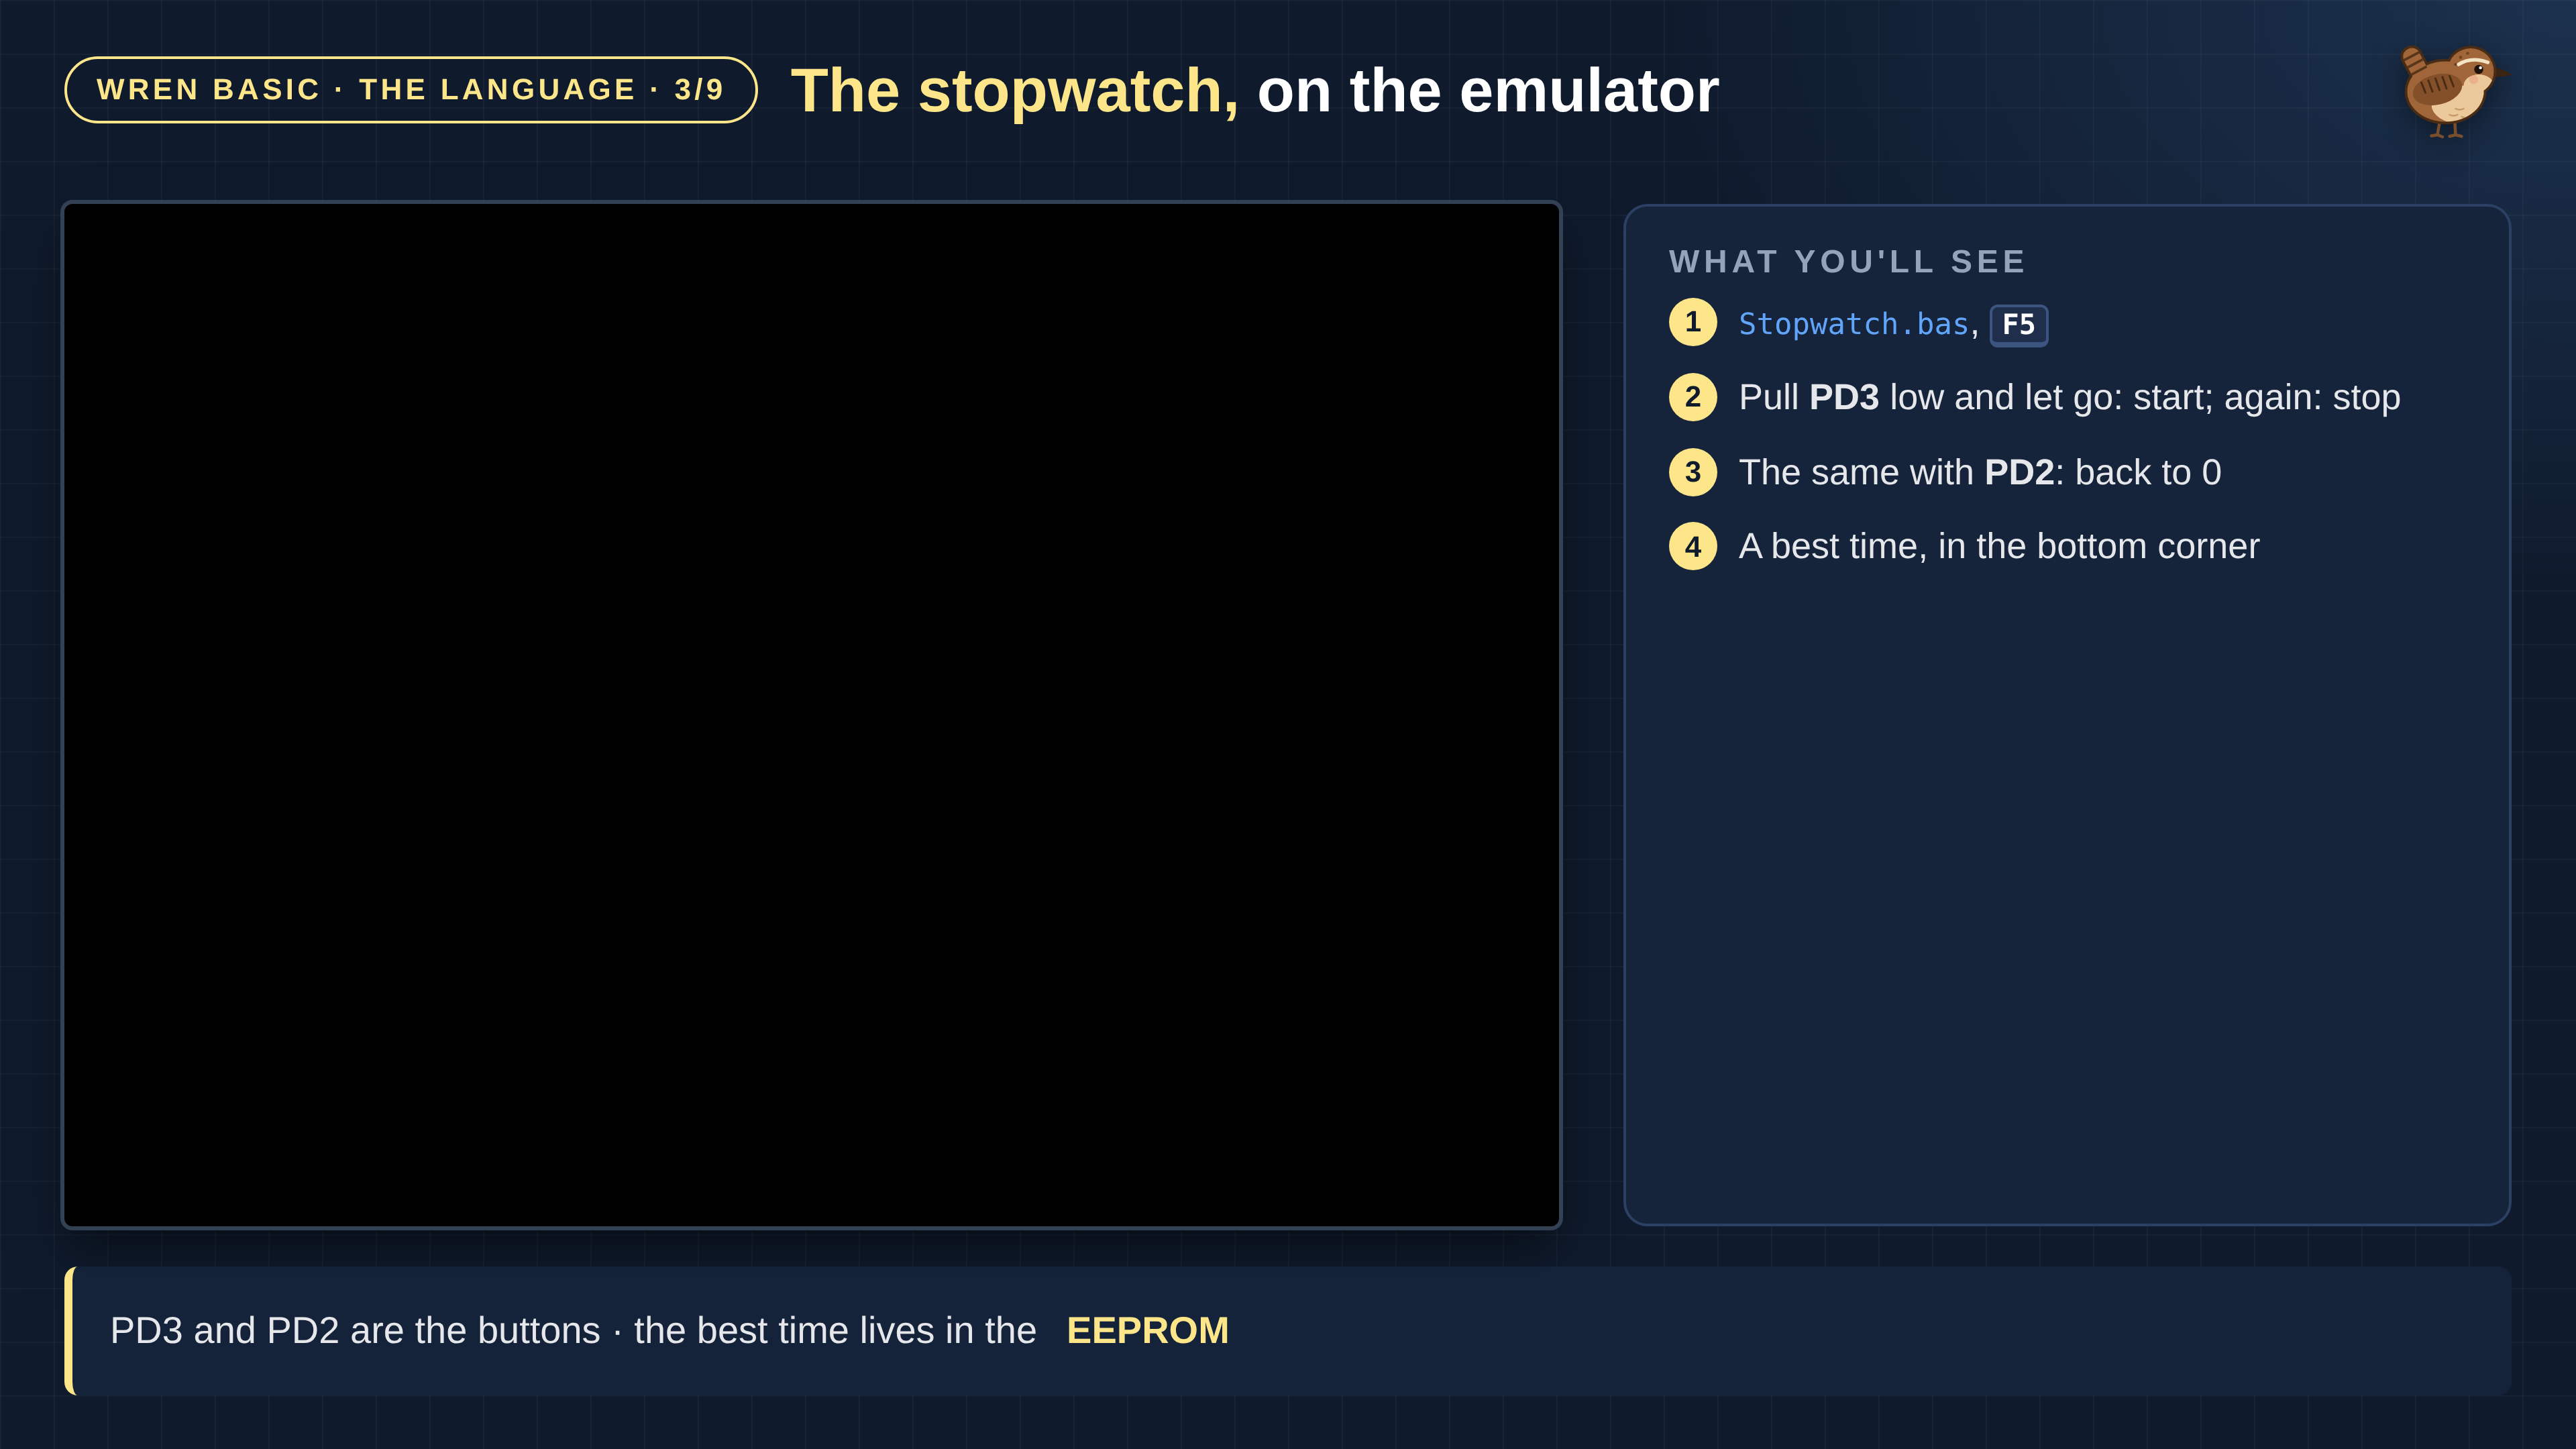 WREN BASIC · THE LANGUAGE · 3/9
The stopwatch, on the emulator
WHAT YOU'LL SEE
1 Stopwatch.bas, F5
2 Pull PD3 low and let go: start; again: stop
3 The same with PD2: back to 0
4 A best time, in the bottom corner
PD3 and PD2 are the buttons · the best time lives in the EEPROM